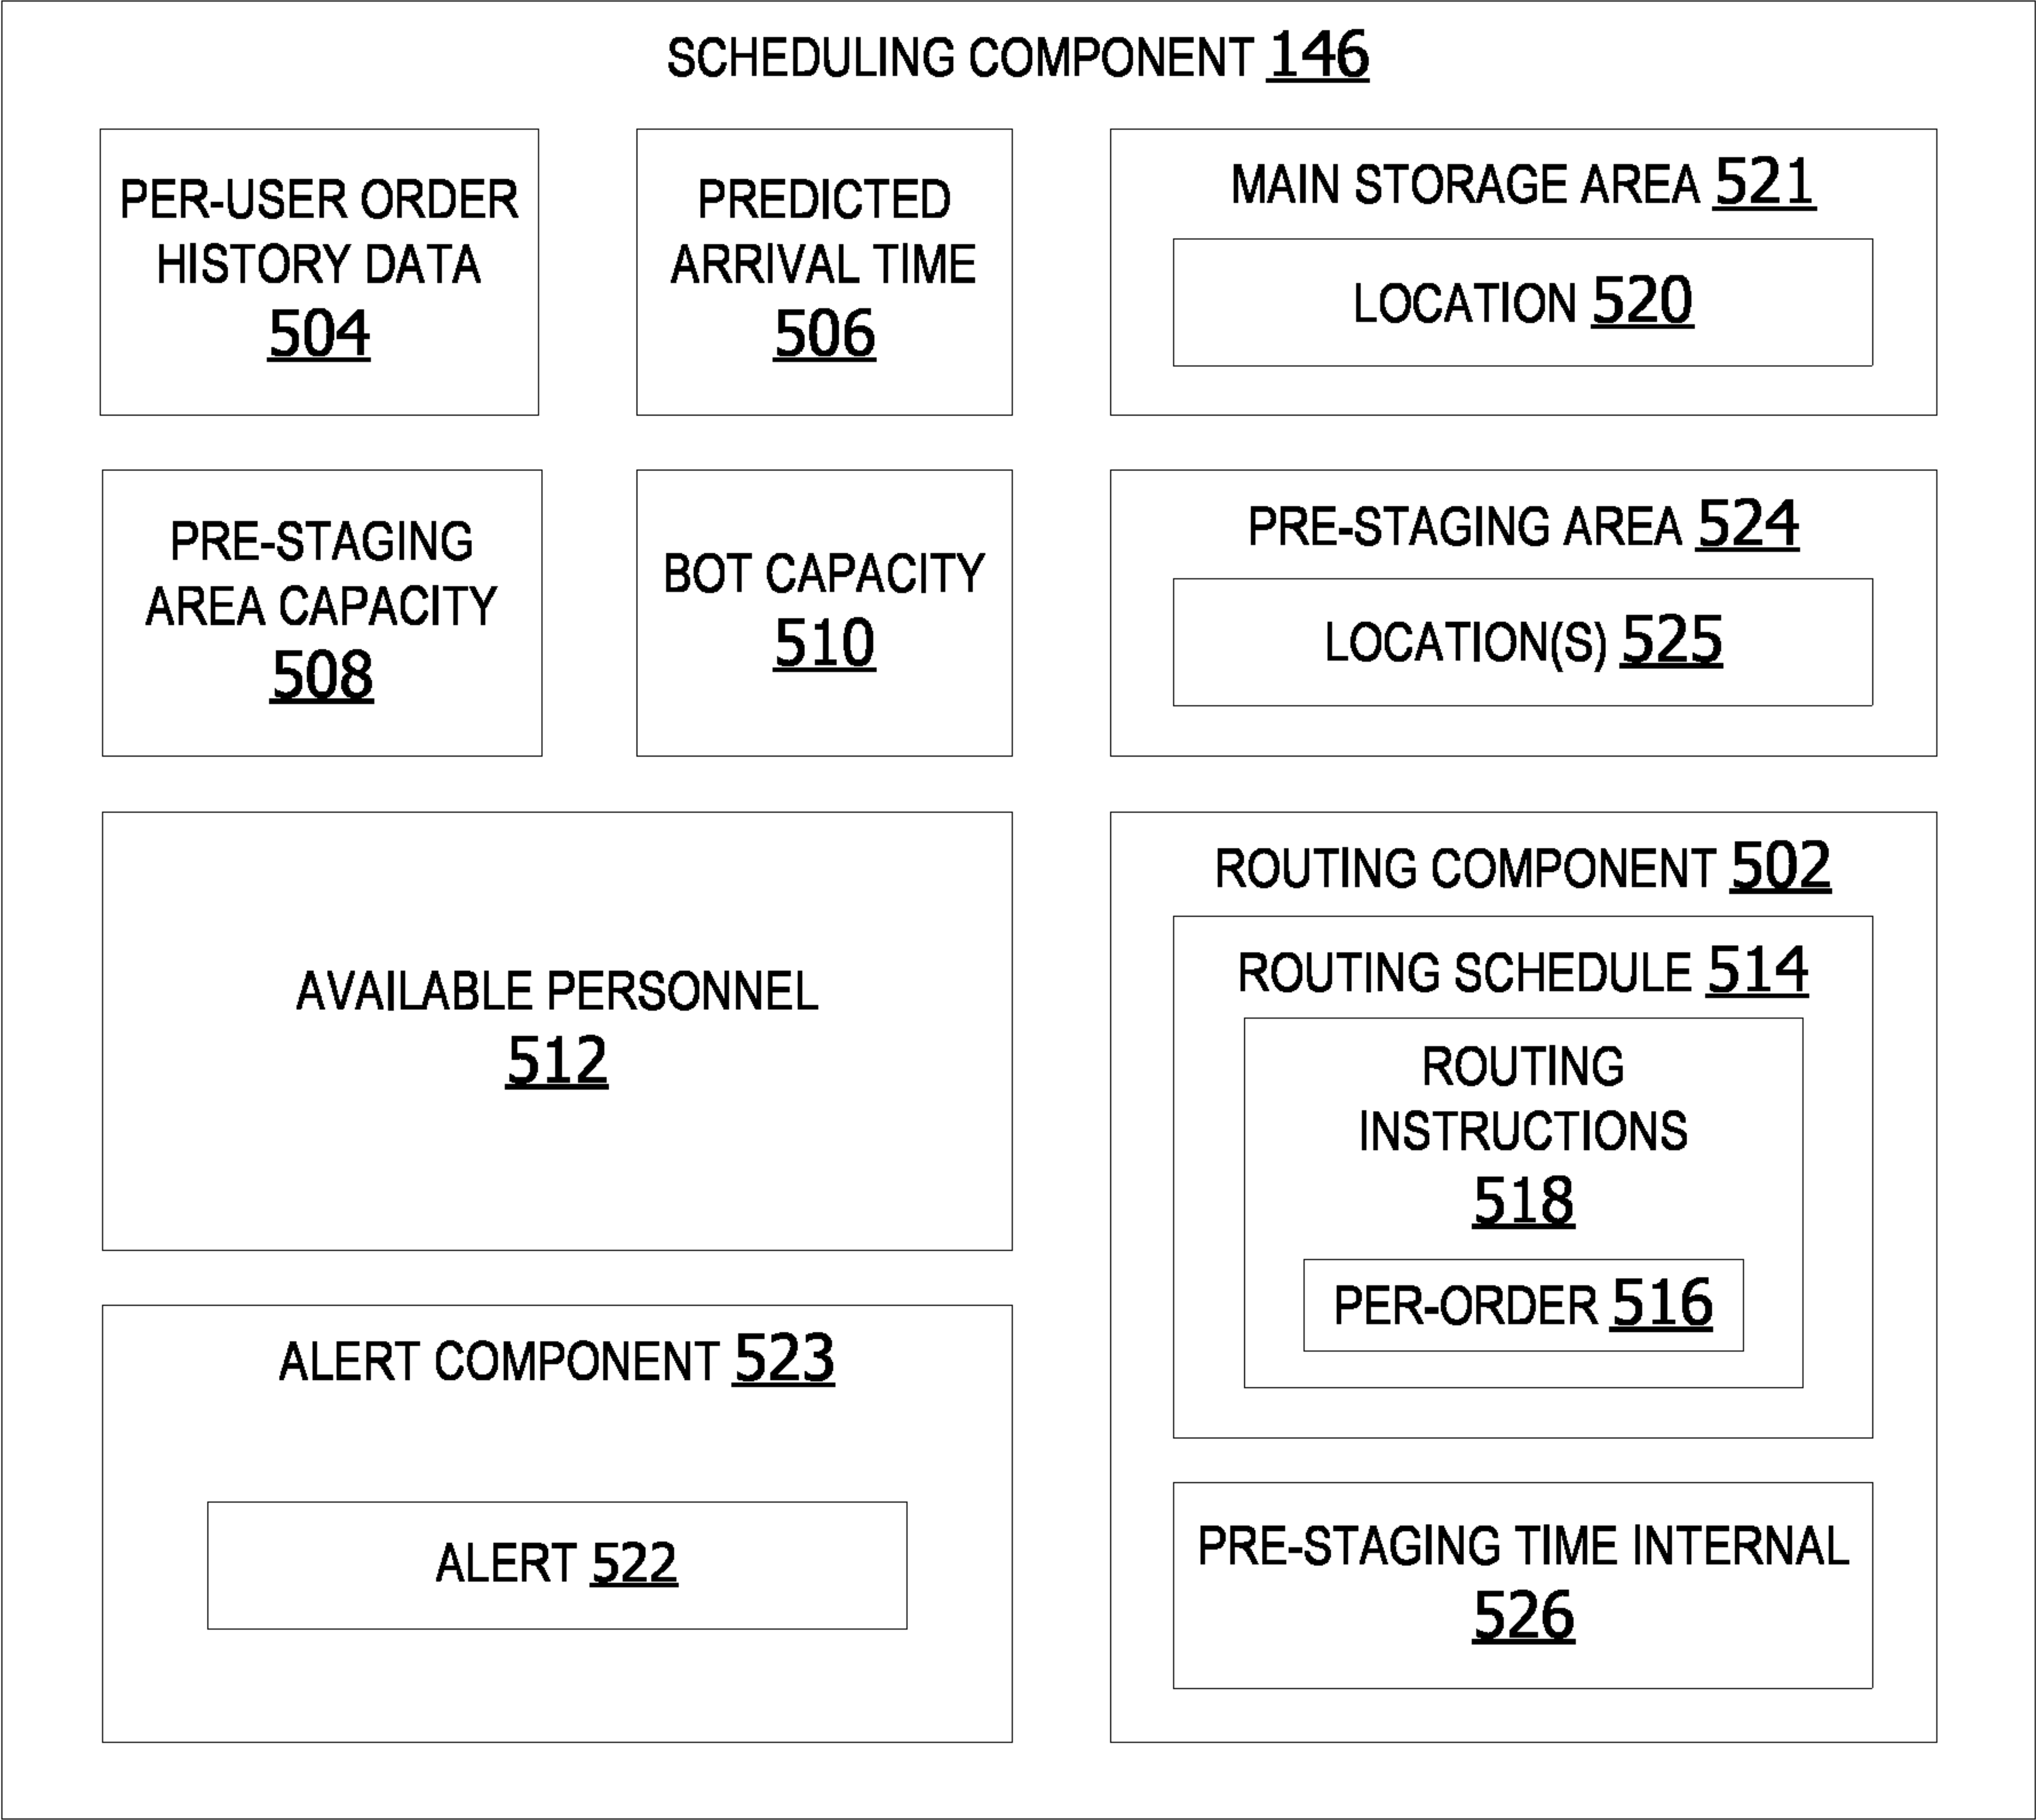 SCHEDULING COMPONENT 146
PER-USER ORDER
HISTORY DATA
504
PREDICTED
ARRIVAL TIME
506
MAIN STORAGE AREA 521
LOCATION 520
PRE-STAGING
AREA CAPACITY
508
BOT CAPACITY
510
PRE-STAGING AREA 524
LOCATION(S) 525
AVAILABLE PERSONNEL
512
ALERT COMPONENT 523
ALERT 522
ROUTING COMPONENT 502
ROUTING SCHEDULE 514
ROUTING
INSTRUCTIONS
518
PER-ORDER 516
PRE-STAGING TIME INTERNAL
526